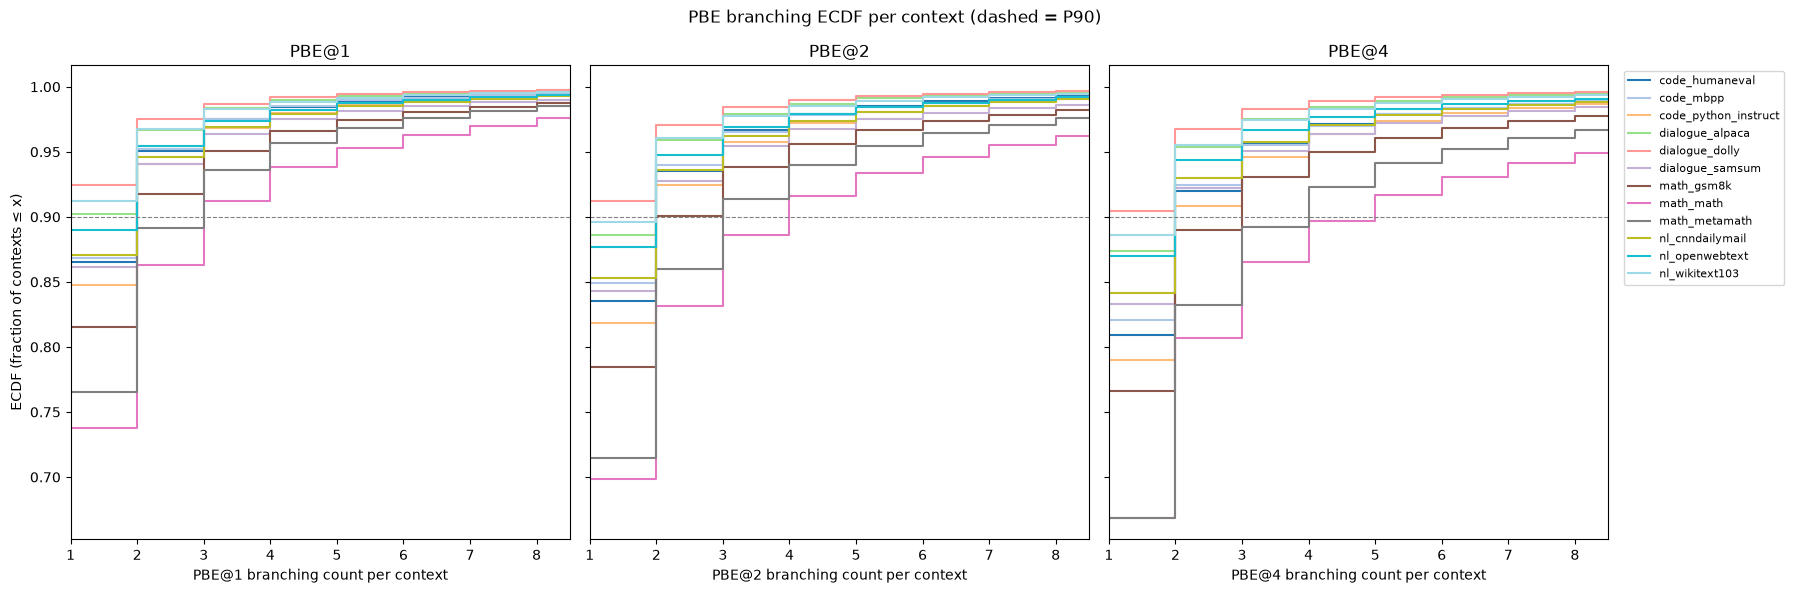 PBE branching ECDF per context (dashed = P90)
PBE@1
PBE@2
PBE@4
ECDF (fraction of contexts ≤ x)
1.00
0.95
0.90
0.85
0.80
0.75
0.70
1 2 3 4 5 6 7 8
1 2 3 4 5 6 7 8
1 2 3 4 5 6 7 8
PBE@1 branching count per context
PBE@2 branching count per context
PBE@4 branching count per context
code_humaneval
code_mbpp
code_python_instruct
dialogue_alpaca
dialogue_dolly
dialogue_samsum
math_gsm8k
math_math
math_metamath
nl_cnndailymail
nl_openwebtext
nl_wikitext103